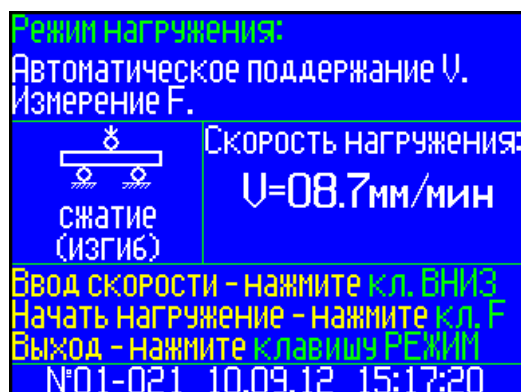 Режим нагружения:
Автоматическое поддержание V.
Измерение F.
Скорость нагружения:
V=08.7мм/мин
сжатие
(изгиб)
Ввод скорости - нажмите кл. ВНИЗ
Начать нагружение - нажмите кл. F
Выход - нажмите клавишу РЕЖИМ
№01-021 10.09.12 15:17:20